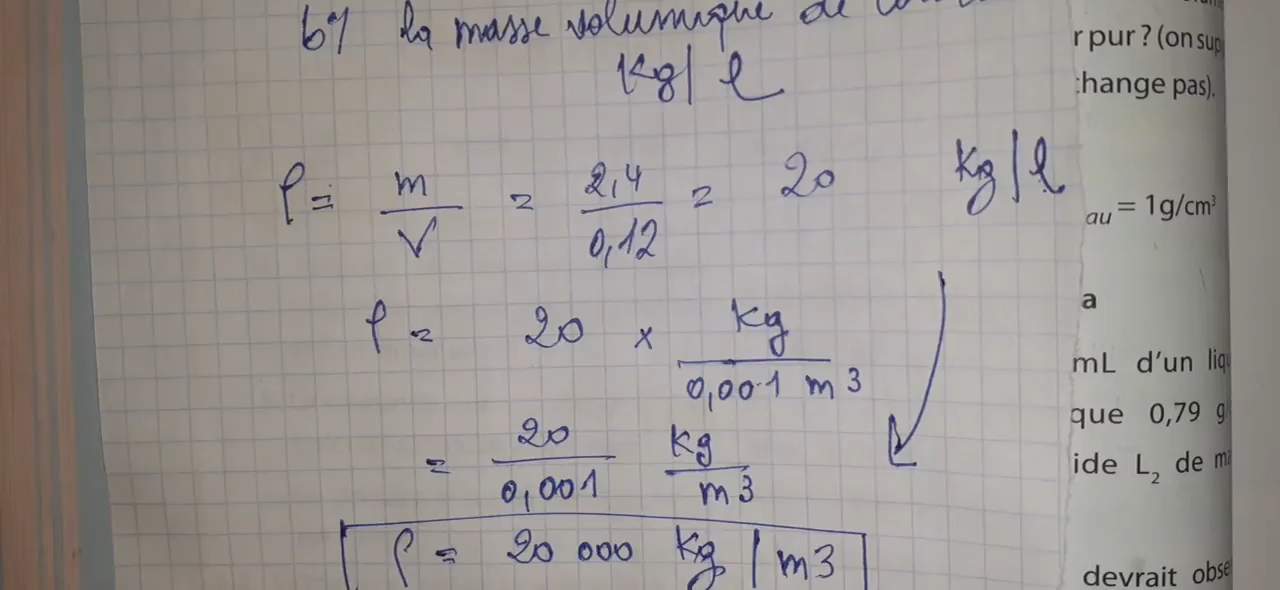 b) la masse volumique de
Kg/l
ρ = m/V = 2,4/0,12 = 20 Kg/l
ρ = 20 x Kg/0,001 m3
= 20/0,001 Kg/m3
ρ = 20 000 Kg/m3
r pur ? (on sup
change pas).
au = 1g/cm³
a
mL d'un liq
que 0,79 g
ide L₂ de ma
devrait obse